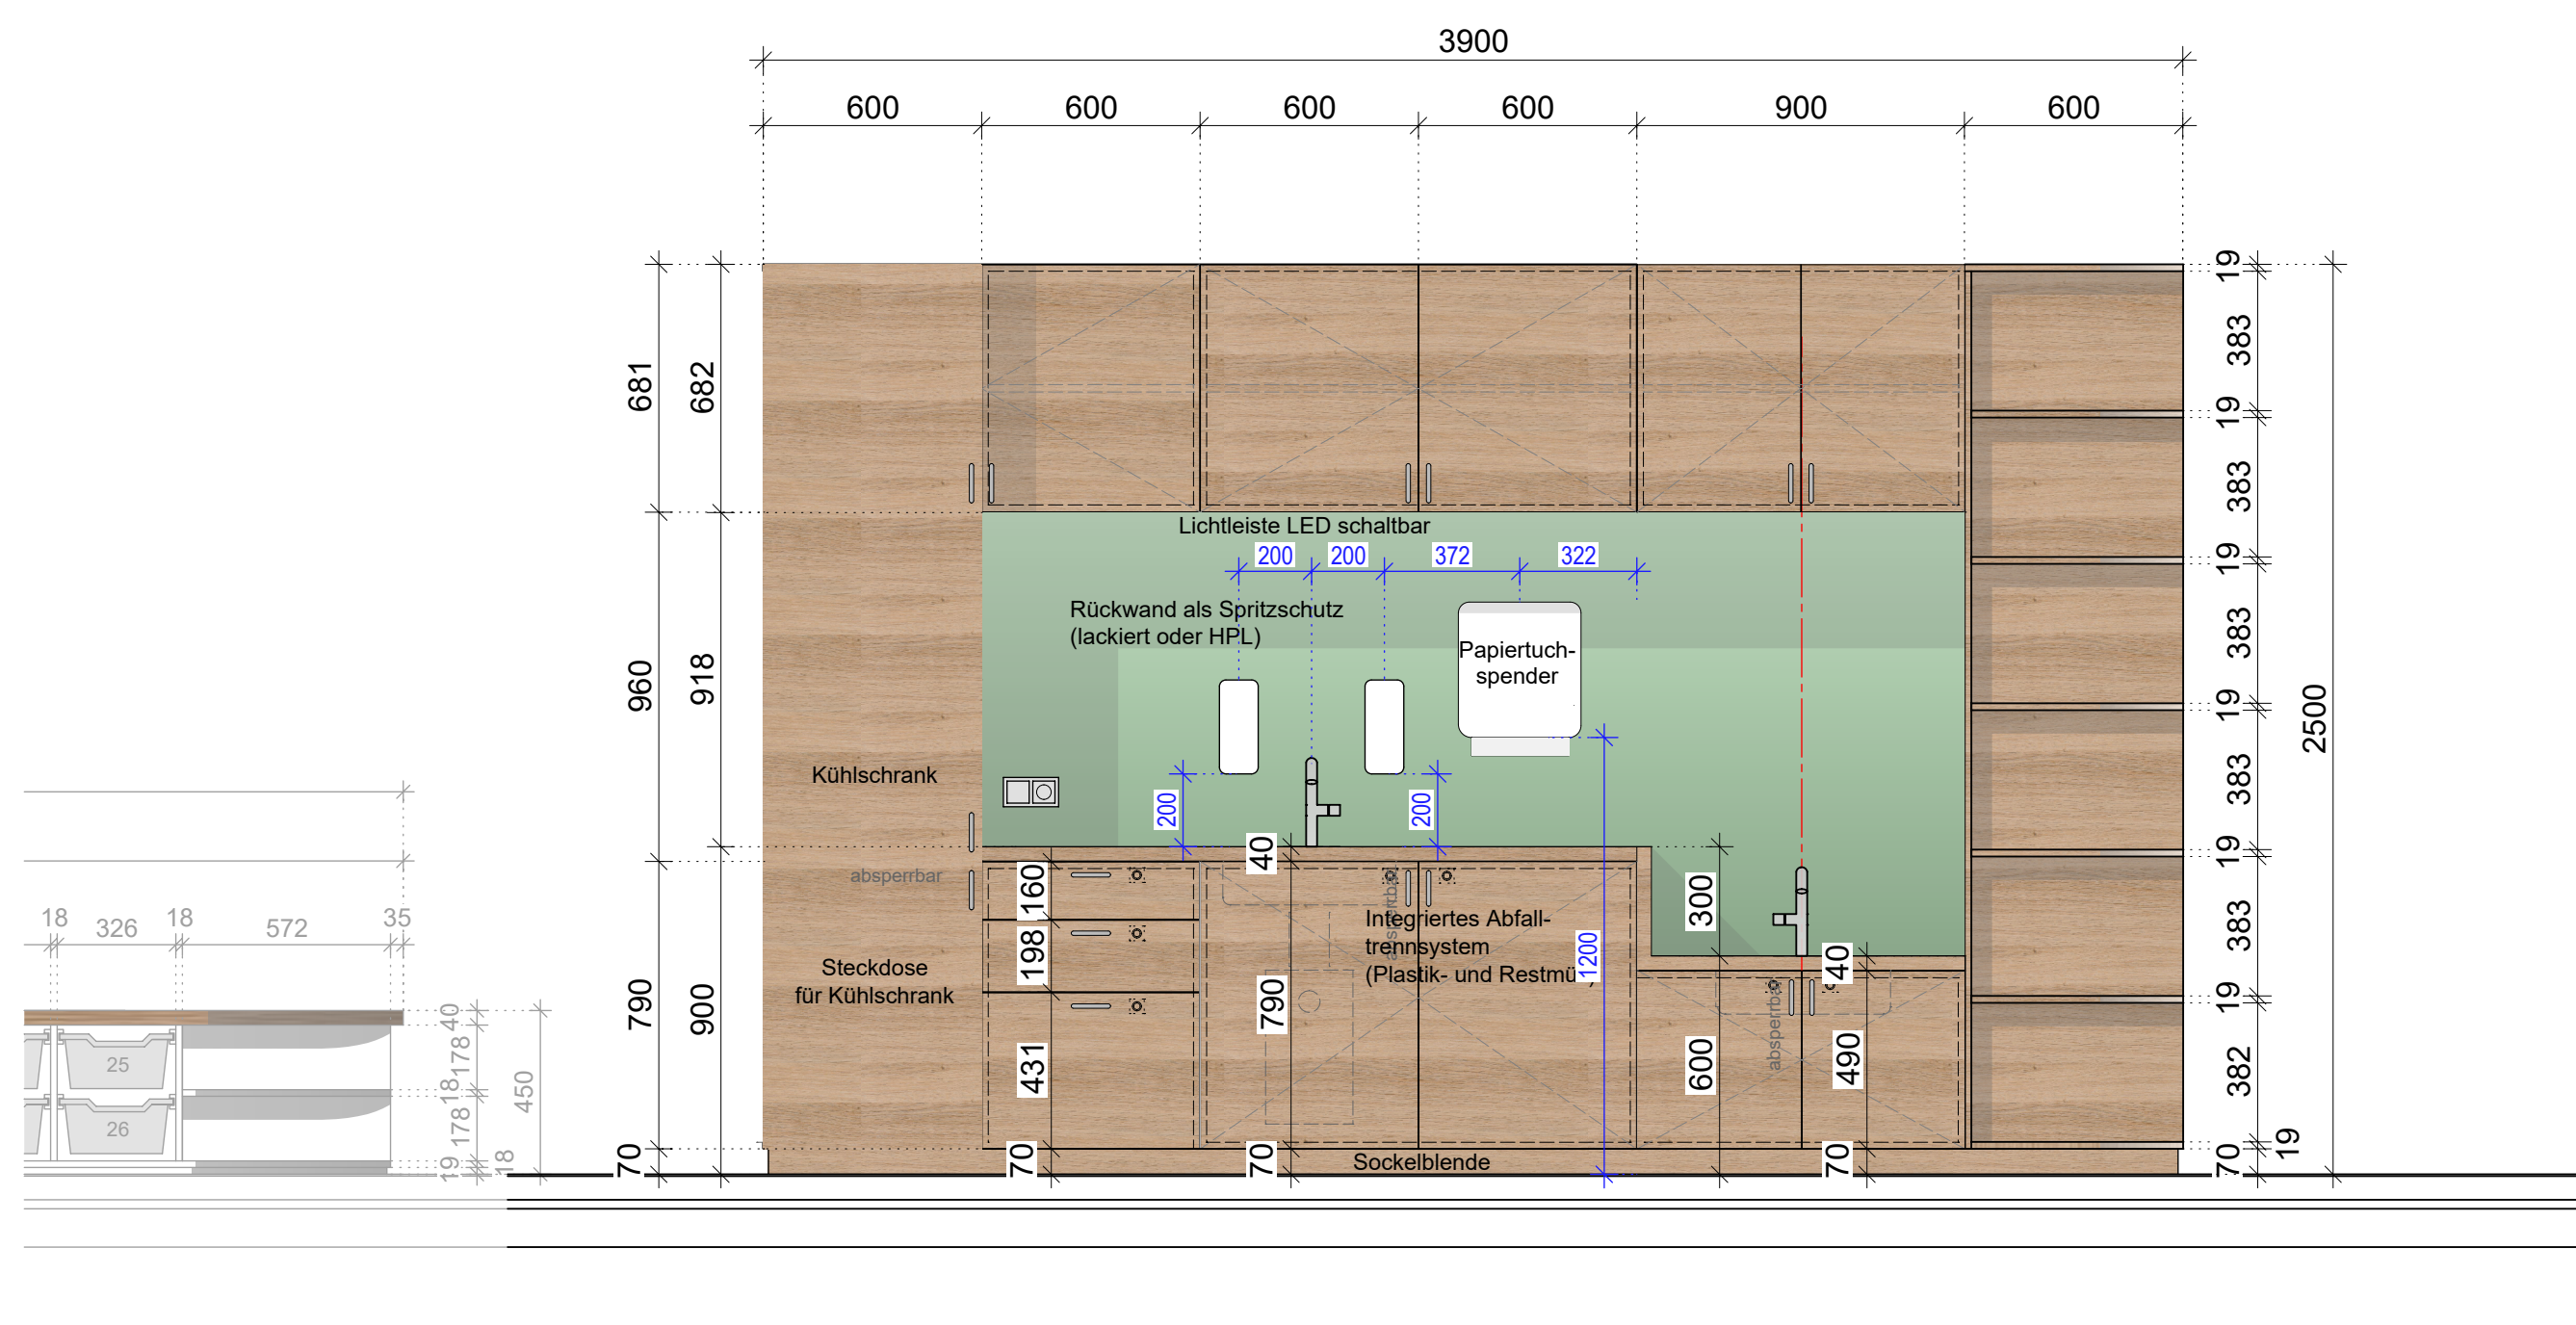 3900
600 600 600 600 900 600
681
682
960
918
790
900
70
Lichtleiste LED schaltbar
200 200 372 322
Rückwand als Spritzschutz
(lackiert oder HPL)
Papiertuch-
spender
Kühlschrank
absperrbar
Steckdose
für Kühlschrank
200
200
40
160
198
431
70
790
70
absperrbar
Integriertes Abfall-
trennsystem
(Plastik- und Restmü
1200
300
600
40
absperrbar
490
70
Sockelblende
19
383
19
383
19
383
19
383
19
383
19
382
19
70
2500
18 326 18 572 35
25
26
40
178
18
178
19
18
450